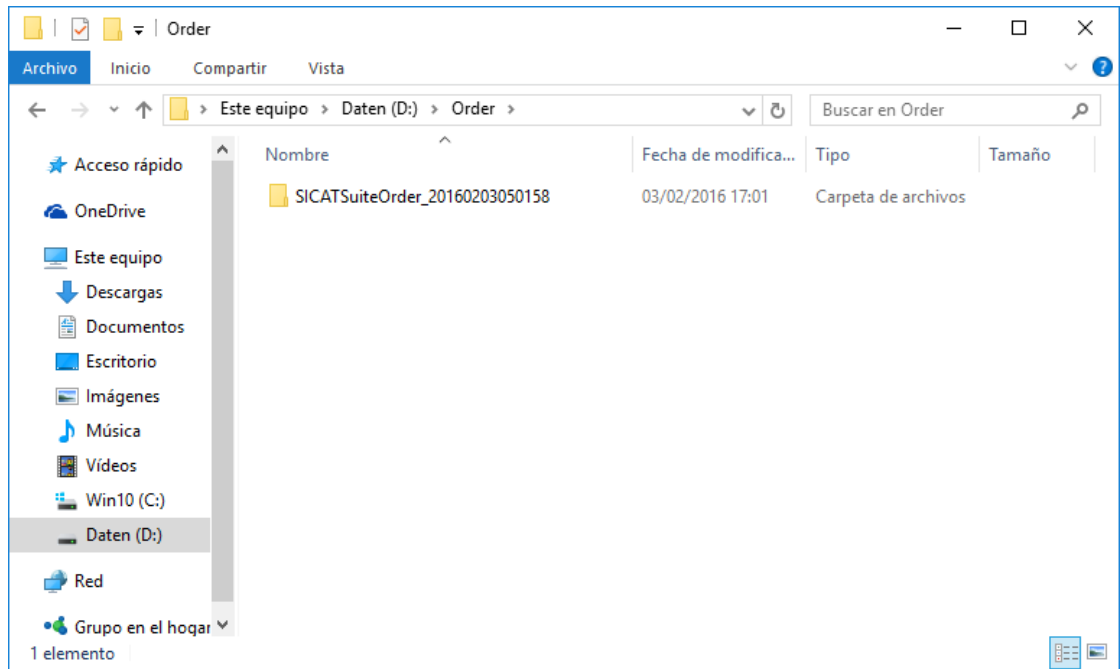 Order
Archivo Inicio Compartir Vista
Este equipo > Daten (D:) > Order > Buscar en Order
Nombre Fecha de modifica... Tipo Tamaño
SICATSuiteOrder_20160203050158 03/02/2016 17:01 Carpeta de archivos
Acceso rápido
OneDrive
Este equipo
Descargas
Documentos
Escritorio
Imágenes
Música
Vídeos
Win10 (C:)
Daten (D:)
Red
Grupo en el hogar
1 elemento